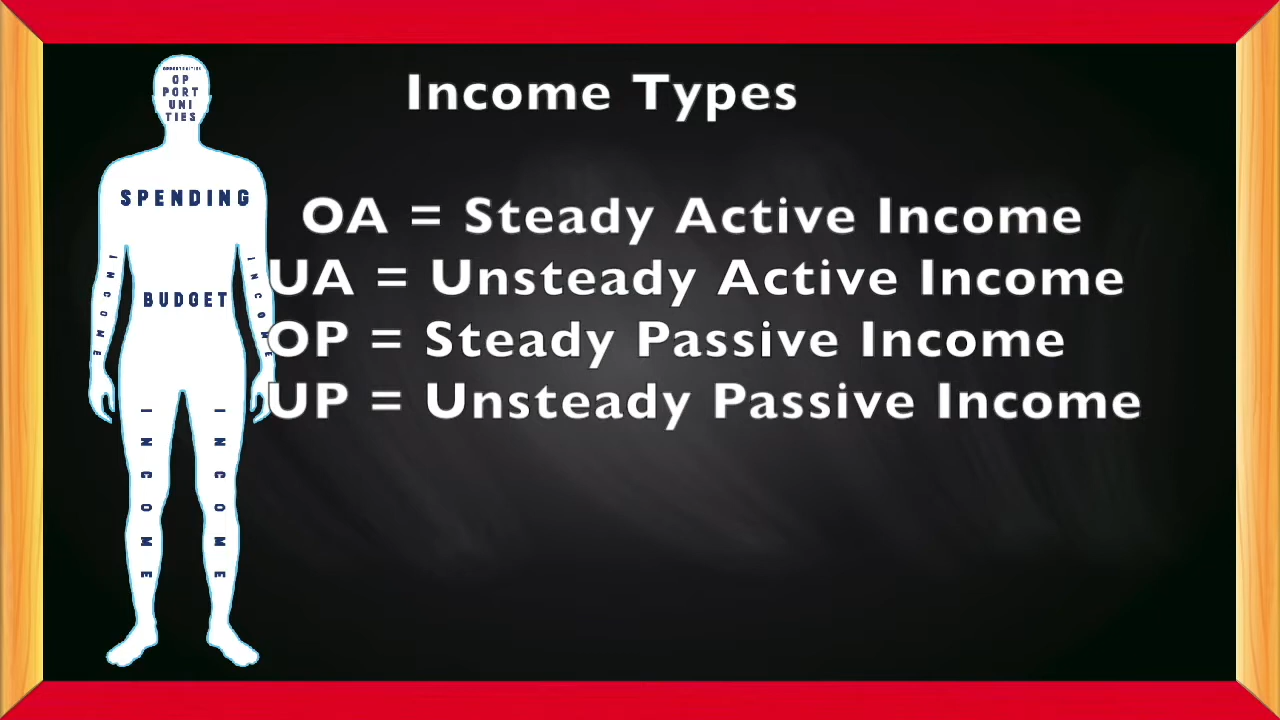 Income Types
OA = Steady Active Income
UA = Unsteady Active Income
OP = Steady Passive Income
UP = Unsteady Passive Income
OPPORTUNITIES
OP
PORT
UNI
TIES
SPENDING
INCOME
INCOME
BUDGET
INCOME
INCOME